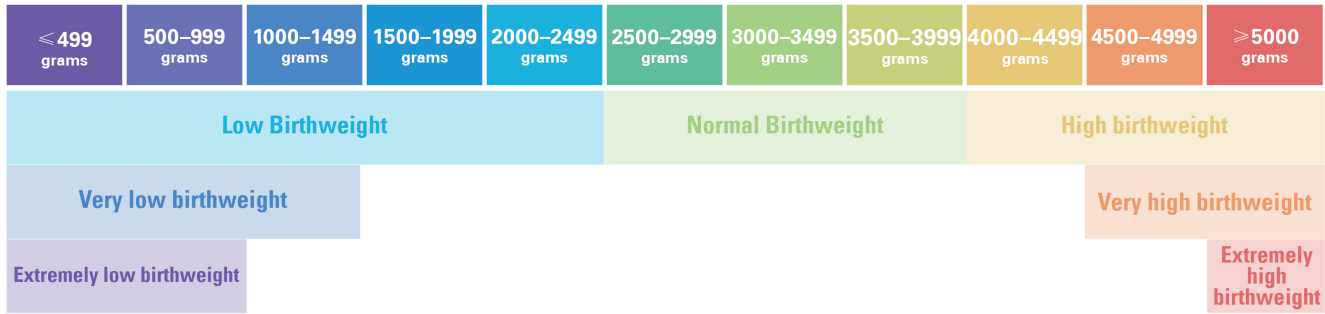 ≤499
grams
500–999
grams
1000–1499
grams
1500–1999
grams
2000–2499
grams
2500–2999
grams
3000–3499
grams
3500–3999
grams
4000–4499
grams
4500–4999
grams
≥5000
grams
Low Birthweight
Normal Birthweight
High birthweight
Very low birthweight
Very high birthweight
Extremely low birthweight
Extremely
high
birthweight